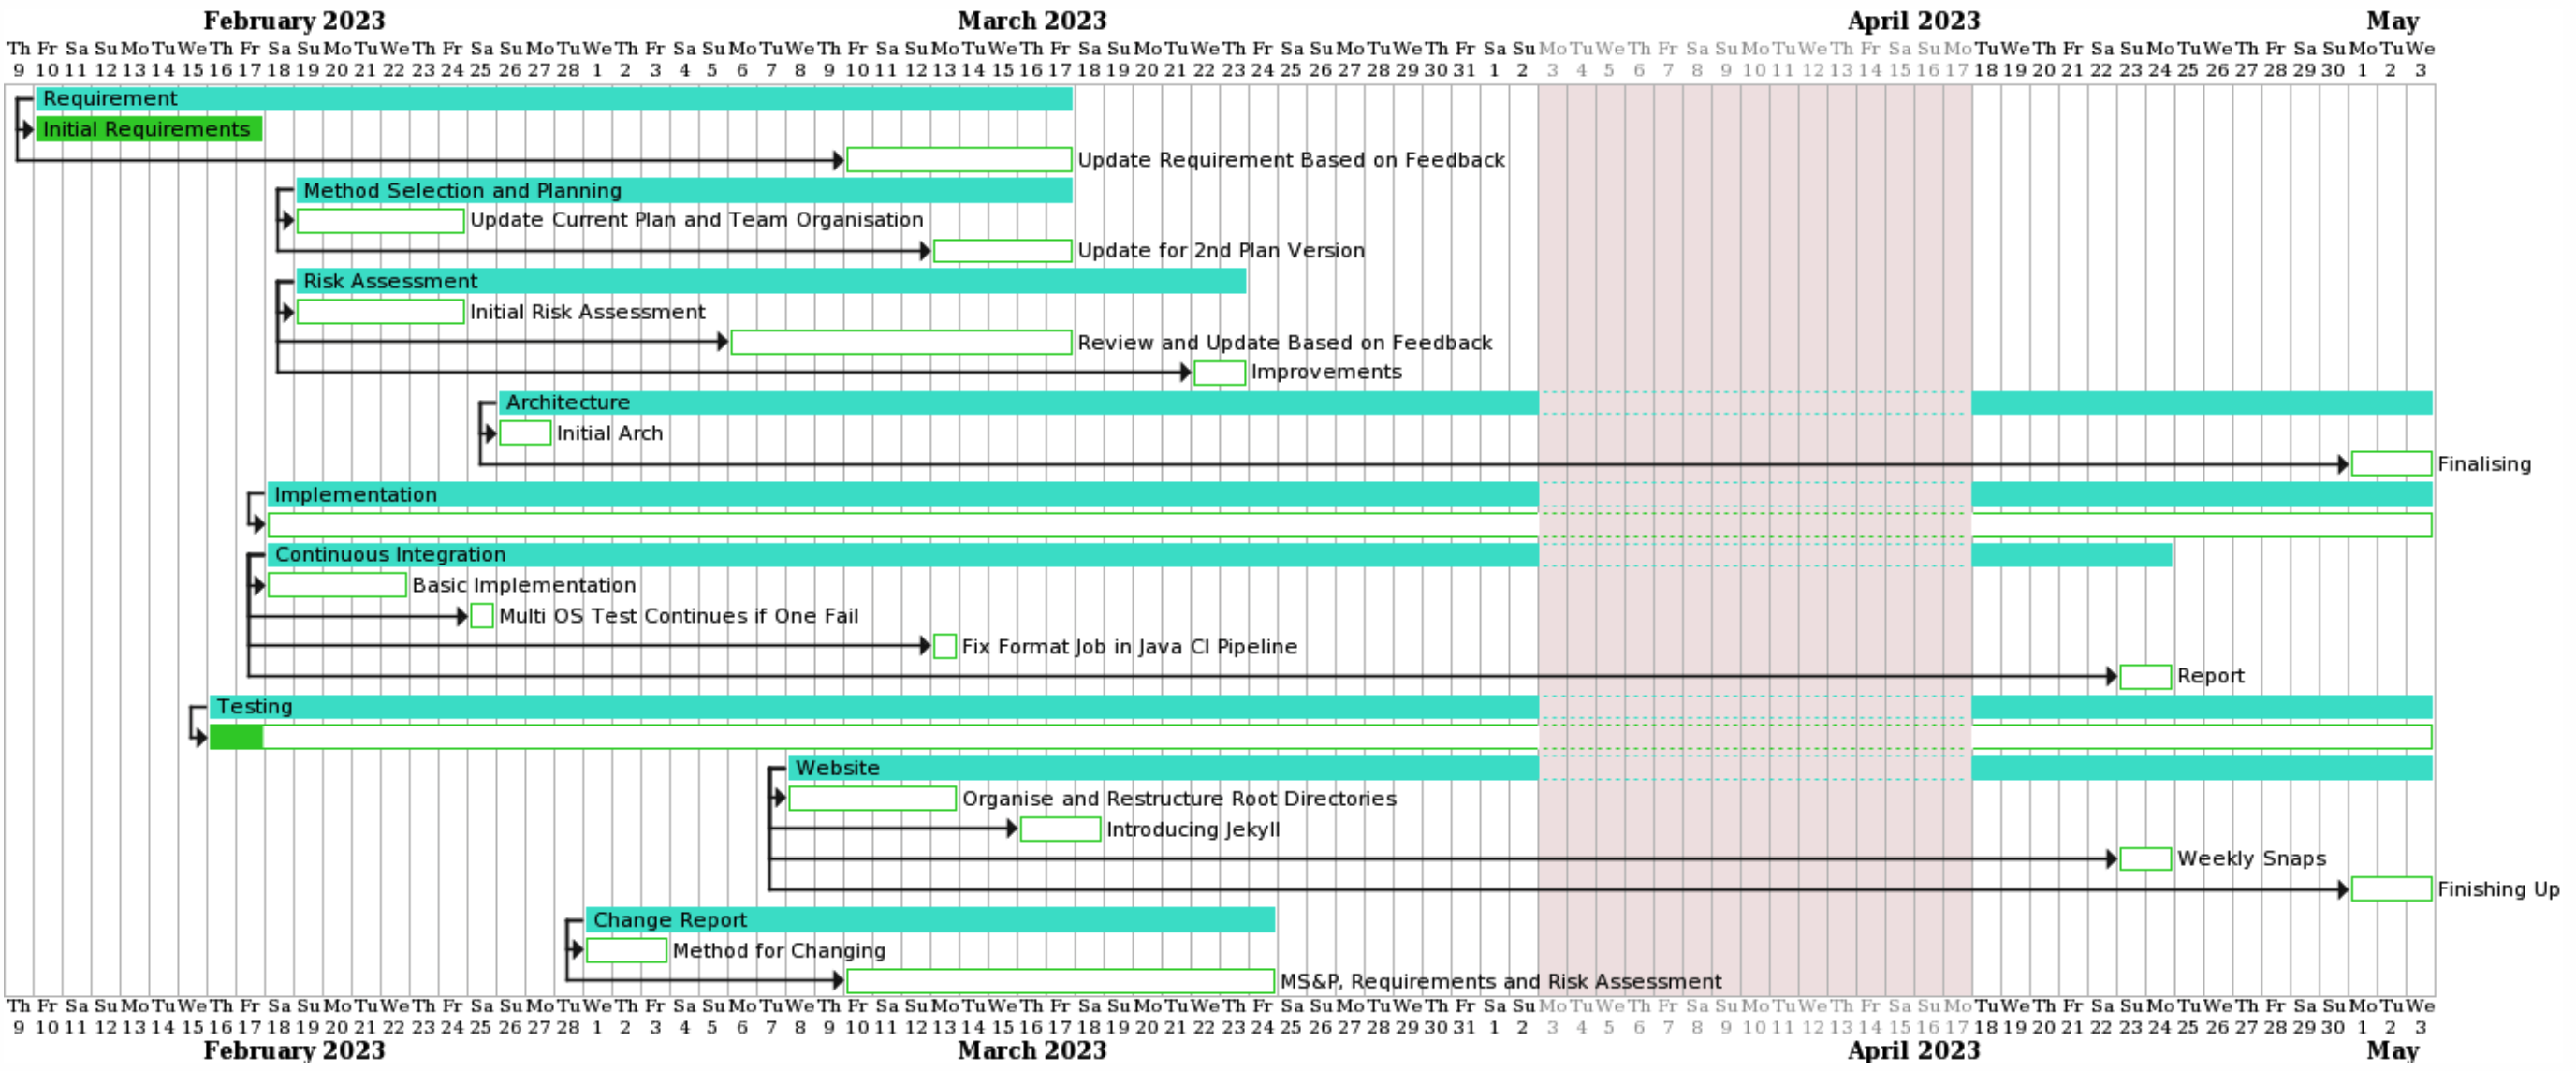 February 2023 March 2023 April 2023 May
Th Fr Sa Su Mo Tu We Th Fr Sa Su Mo Tu We Th Fr Sa Su Mo Tu We Th Fr Sa Su Mo Tu We Th Fr Sa Su Mo Tu We Th Fr Sa Su Mo Tu We Th Fr Sa Su Mo Tu We Th Fr Sa Su Mo Tu We Th Fr Sa Su Mo Tu We Th Fr Sa Su Mo Tu We Th Fr Sa Su Mo Tu We Th Fr Sa Su Mo Tu We
9 10 11 12 13 14 15 16 17 18 19 20 21 22 23 24 25 26 27 28 1 2 3 4 5 6 7 8 9 10 11 12 13 14 15 16 17 18 19 20 21 22 23 24 25 26 27 28 29 30 31 1 2 3 4 5 6 7 8 9 10 11 12 13 14 15 16 17 18 19 20 21 22 23 24 25 26 27 28 29 30 1 2 3
Requirement
Initial Requirements
Update Requirement Based on Feedback
Method Selection and Planning
Update Current Plan and Team Organisation
Update for 2nd Plan Version
Risk Assessment
Initial Risk Assessment
Review and Update Based on Feedback
Improvements
Architecture
Initial Arch
Finalising
Implementation
Continuous Integration
Basic Implementation
Multi OS Test Continues if One Fail
Fix Format Job in Java CI Pipeline
Report
Testing
Website
Organise and Restructure Root Directories
Introducing Jekyll
Weekly Snaps
Finishing Up
Change Report
Method for Changing
MS&P, Requirements and Risk Assessment
Th Fr Sa Su Mo Tu We Th Fr Sa Su Mo Tu We Th Fr Sa Su Mo Tu We Th Fr Sa Su Mo Tu We Th Fr Sa Su Mo Tu We Th Fr Sa Su Mo Tu We Th Fr Sa Su Mo Tu We Th Fr Sa Su Mo Tu We Th Fr Sa Su Mo Tu We Th Fr Sa Su Mo Tu We Th Fr Sa Su Mo Tu We Th Fr Sa Su Mo Tu We
9 10 11 12 13 14 15 16 17 18 19 20 21 22 23 24 25 26 27 28 1 2 3 4 5 6 7 8 9 10 11 12 13 14 15 16 17 18 19 20 21 22 23 24 25 26 27 28 29 30 31 1 2 3 4 5 6 7 8 9 10 11 12 13 14 15 16 17 18 19 20 21 22 23 24 25 26 27 28 29 30 1 2 3
February 2023 March 2023 April 2023 May